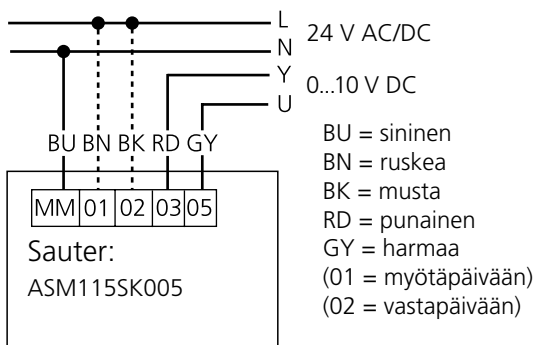 L
24 V AC/DC
N
Y
0...10 V DC
U
BU BN BK RD GY
MM 01 02 03 05
Sauter:
ASM115SK005
BU = sininen
BN = ruskea
BK = musta
RD = punainen
GY = harmaa
(01 = myötäpäivään)
(02 = vastapäivään)